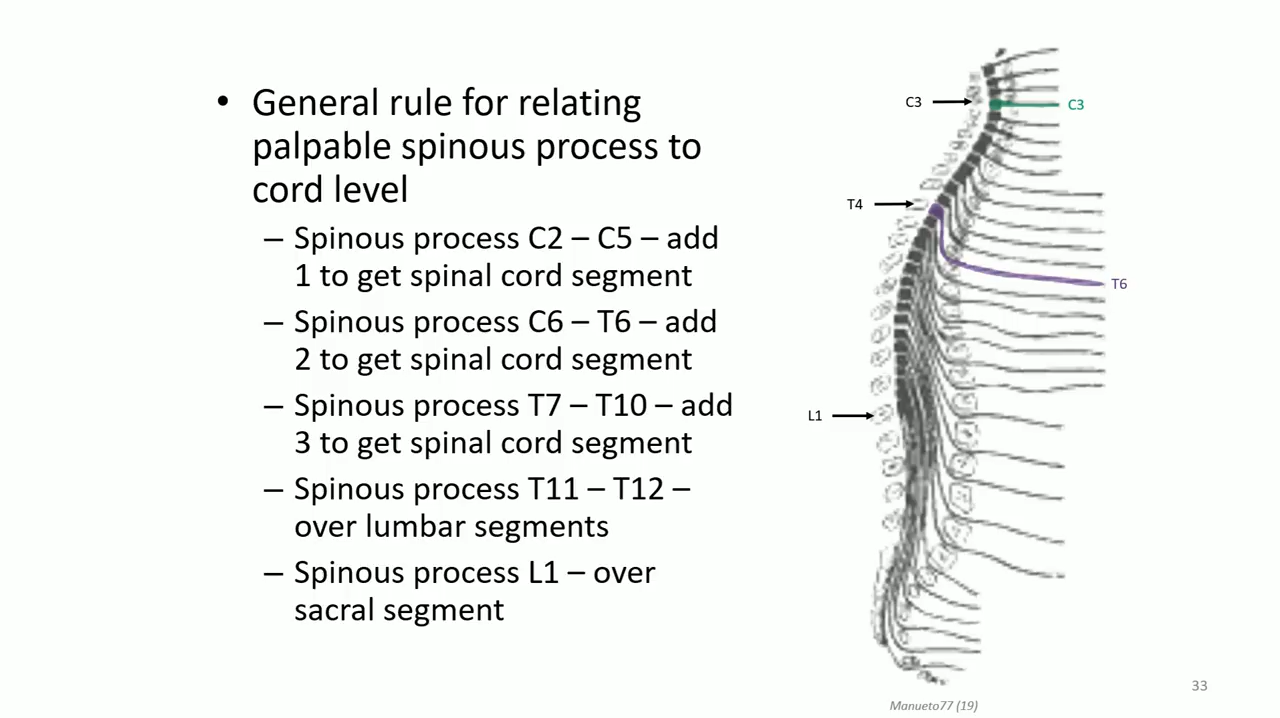 • General rule for relating
palpable spinous process to
cord level
– Spinous process C2 – C5 – add
1 to get spinal cord segment
– Spinous process C6 – T6 – add
2 to get spinal cord segment
– Spinous process T7 – T10 – add
3 to get spinal cord segment
– Spinous process T11 – T12 –
over lumbar segments
– Spinous process L1 – over
sacral segment
C3
C3
T4
T6
L1
Manueto77 (19)
33